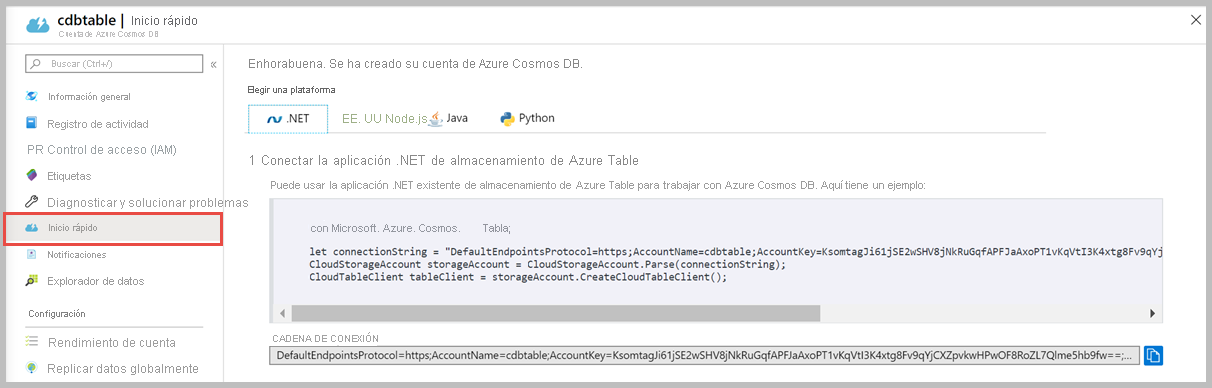 cdbtable | Inicio rápido
Cuenta de Azure Cosmos DB
Buscar (Ctrl+/)
«
Información general
Registro de actividad
PR Control de acceso (IAM)
Etiquetas
Diagnosticar y solucionar problemas
Inicio rápido
Notificaciones
Explorador de datos
Configuración
Rendimiento de cuenta
Replicar datos globalmente
Enhorabuena. Se ha creado su cuenta de Azure Cosmos DB.
Elegir una plataforma
.NET EE. UU Node.js Java Python
1 Conectar la aplicación .NET de almacenamiento de Azure Table
Puede usar la aplicación .NET existente de almacenamiento de Azure Table para trabajar con Azure Cosmos DB. Aquí tiene un ejemplo:
con Microsoft. Azure. Cosmos. Tabla;
let connectionString = "DefaultEndpointsProtocol=https;AccountName=cdbtable;AccountKey=KsomtagJi61jSE2wSHV8jNkRuGqfAPFJaAxoPT1vKqVtI3K4xtg8Fv9qYj
CloudStorageAccount storageAccount = CloudStorageAccount.Parse(connectionString);
CloudTableClient tableClient = storageAccount.CreateCloudTableClient();
CADENA DE CONEXIÓN
DefaultEndpointsProtocol=https;AccountName=cdbtable;AccountKey=KsomtagJi61jSE2wSHV8jNkRuGqfAPFJaAxoPT1vKqVtI3K4xtg8Fv9qYjCXZpvkwHPwOF8RoZL7Qlme5hb9fw==;...